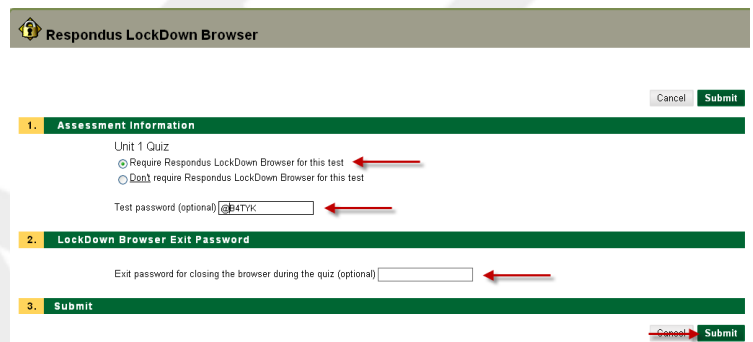 Respondus LockDown Browser
Cancel Submit
1. Assessment Information
Unit 1 Quiz
Require Respondus LockDown Browser for this test
Don't require Respondus LockDown Browser for this test
Test password (optional) @B4TYK
2. LockDown Browser Exit Password
Exit password for closing the browser during the quiz (optional)
3. Submit
Cancel Submit